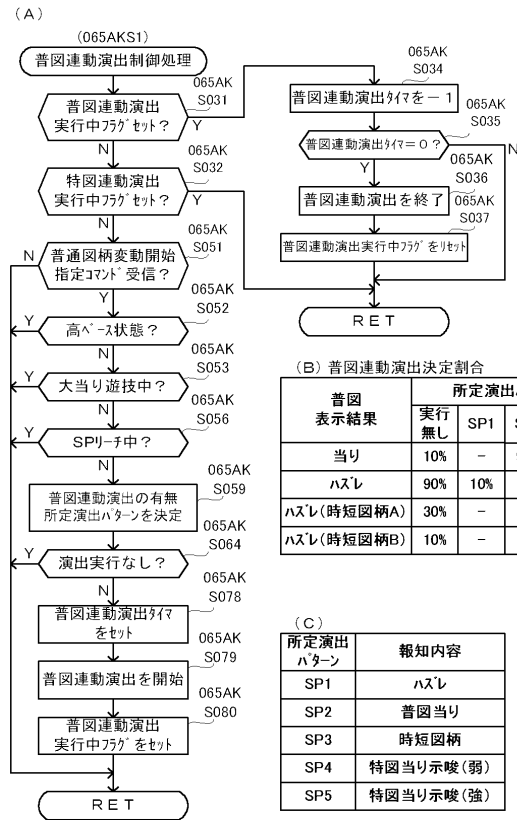 (A)
(065AKS1)
普図連動演出制御処理
065AK
S031
普図連動演出
実行中フラグセット?
Y
N
065AK
S032
特図連動演出
実行中フラグセット?
Y
N
065AK
S051
普通図柄変動開始
指定コマンド受信?
N
Y
065AK
S052
高ベース状態?
Y
N
065AK
S053
大当り遊技中?
Y
N
065AK
S056
SPリーチ中?
Y
N
065AK
S059
普図連動演出の有無
所定演出パターンを決定
065AK
S064
演出実行なし?
Y
N
065AK
S078
普図連動演出タイマ
をセット
065AK
S079
普図連動演出を開始
065AK
S080
普図連動演出
実行中フラグをセット
RET
065AK
S034
普図連動演出タイマを-1
065AK
S035
普図連動演出タイマ=0?
N
Y
065AK
S036
普図連動演出を終了
065AK
S037
普図連動演出実行中フラグをリセット
RET
(B) 普図連動演出決定割合
普図
表示結果
所定演出
実行
無し
SP1
当り 10% -
ハズレ 90% 10%
ハズレ(時短図柄A) 30% -
ハズレ(時短図柄B) 10% -
(C)
所定演出
パターン
報知内容
SP1 ハズレ
SP2 普図当り
SP3 時短図柄
SP4 特図当り示唆(弱)
SP5 特図当り示唆(強)